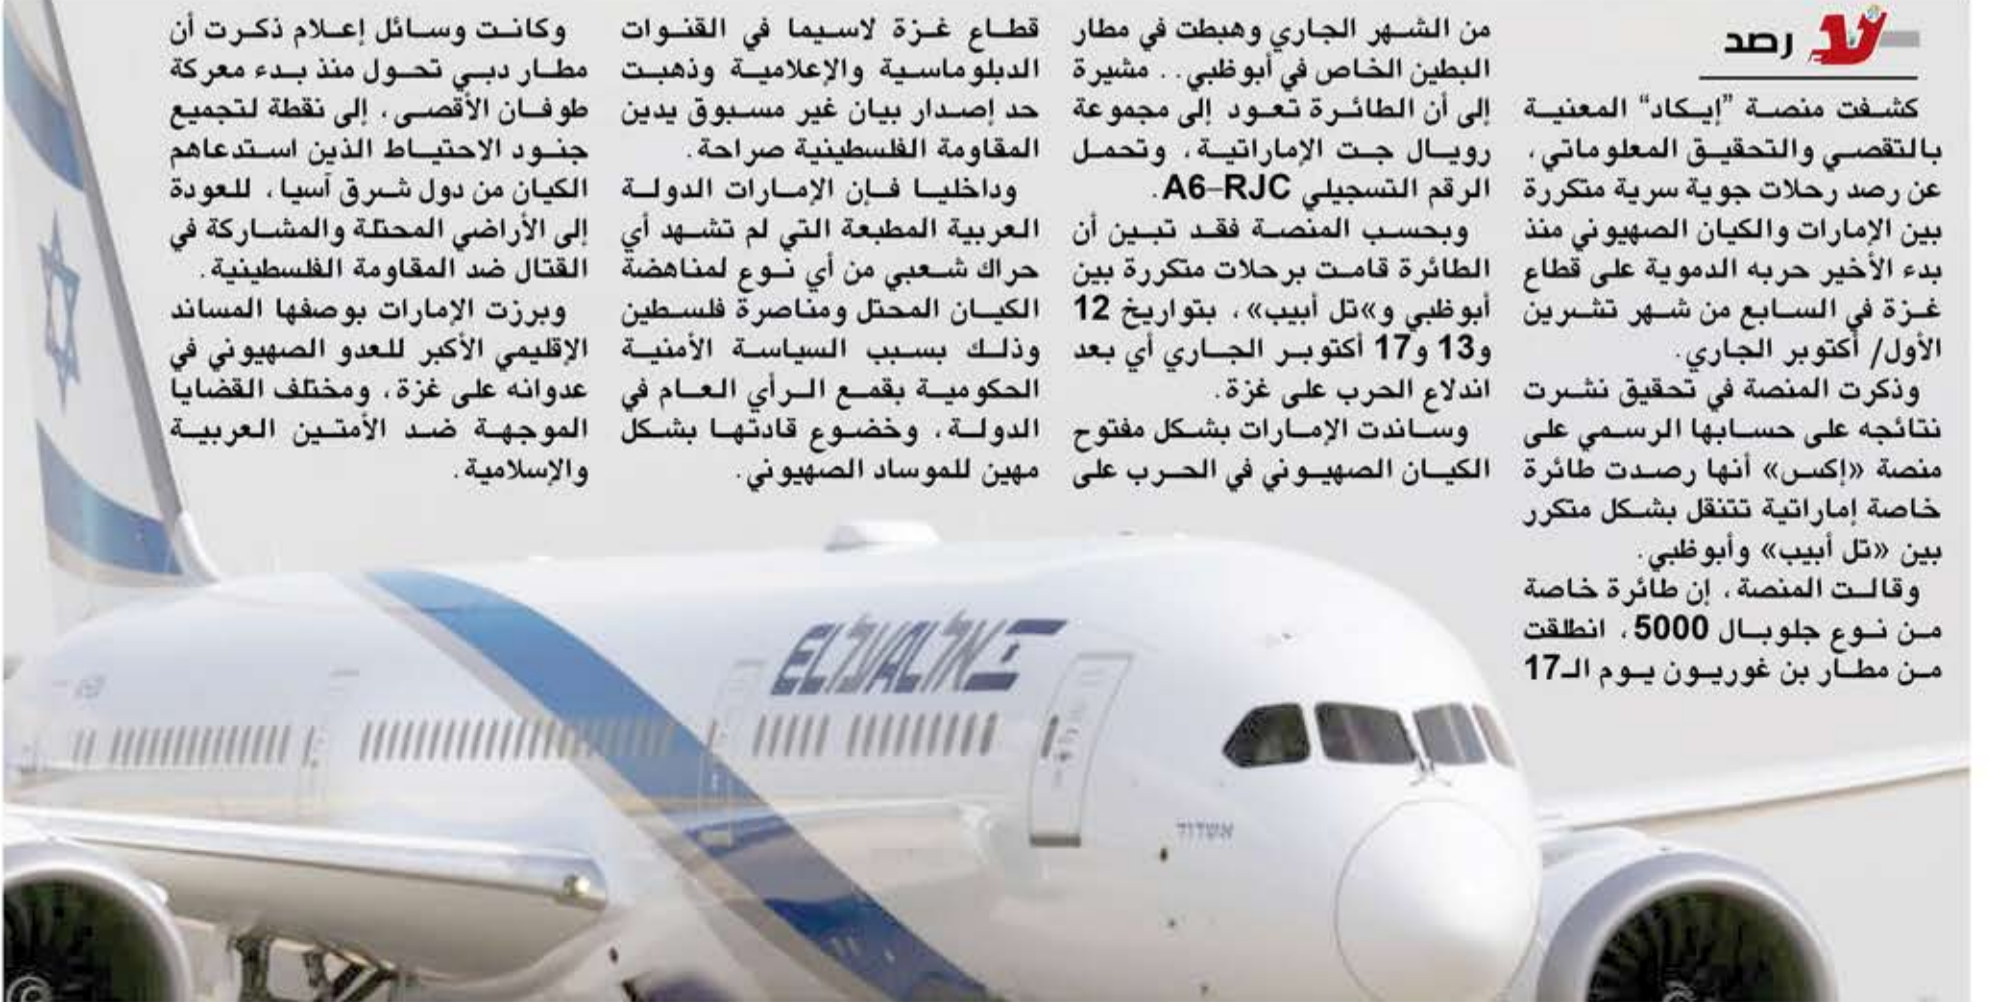 رصد
كشفت منصة "إيكاد" المعنية
بالتقصي والتحقيق المعلوماتي،
عن رصد رحلات جوية سرية متكررة
بين الإمارات والكيان الصهيوني منذ
بدء الأخير حربه الدموية على قطاع
غزة في السابع من شهر تشرين
الأول/ أكتوبر الجاري.
وذكرت المنصة في تحقيق نشرت
نتائجه على حسابها الرسمي على
منصة «إكس» أنها رصدت طائرة
خاصة إماراتية تتنقل بشكل متكرر
بين «تل أبيب» وأبوظبي.
وقالت المنصة، إن طائرة خاصة
من نوع جلوبال 5000، انطلقت
من مطار بن غوريون يوم الـ17
من الشهر الجاري وهبطت في مطار
البطين الخاص في أبوظبي.. مشيرة
إلى أن الطائرة تعود إلى مجموعة
رويال جت الإماراتية، وتحمل
الرقم التسجيلي A6-RJC.
وبحسب المنصة فقد تبين أن
الطائرة قامت برحلات متكررة بين
أبوظبي و»تل أبيب»، بتواريخ 12
و13 و17 أكتوبر الجاري أي بعد
اندلاع الحرب على غزة.
وساندت الإمارات بشكل مفتوح
الكيان الصهيوني في الحرب على
قطاع غزة لاسيما في القنوات
الدبلوماسية والإعلامية وذهبت
حد إصدار بيان غير مسبوق يدين
المقاومة الفلسطينية صراحة.
وداخليا فإن الإمارات الدولة
العربية المطبعة التي لم تشهد أي
حراك شعبي من أي نوع لمناهضة
الكيان المحتل ومناصرة فلسطين
وذلك بسبب السياسة الأمنية
الحكومية بقمع الرأي العام في
الدولة، وخضوع قادتها بشكل
مهين للموساد الصهيوني.
وكانت وسائل إعلام ذكرت أن
مطار دبي تحول منذ بدء معركة
طوفان الأقصى، إلى نقطة لتجميع
جنود الاحتياط الذين استدعاهم
الكيان من دول شرق آسيا، للعودة
إلى الأراضي المحتلة والمشاركة في
القتال ضد المقاومة الفلسطينية.
وبرزت الإمارات بوصفها المساند
الإقليمي الأكبر للعدو الصهيوني في
عدوانه على غزة، ومختلف القضايا
الموجهة ضد الأمتين العربية
والإسلامية.
EL AL אל על
אשדוד